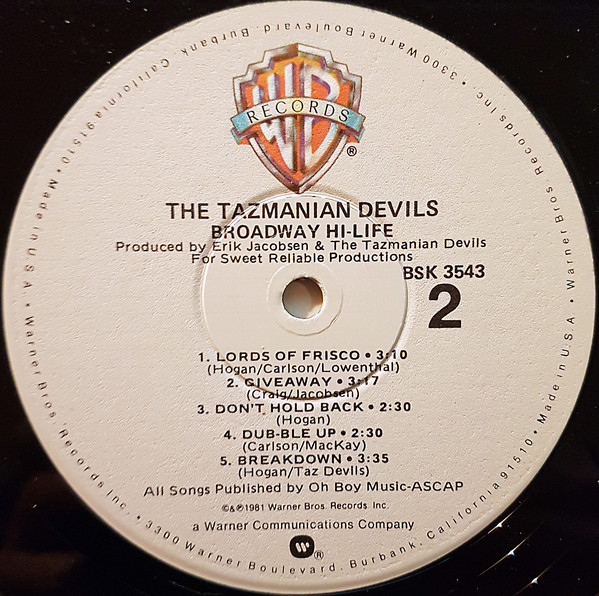 WB
RECORDS
®
THE TAZMANIAN DEVILS
BROADWAY HI-LIFE
Produced by Erik Jacobsen & The Tazmanian Devils
For Sweet Reliable Productions
BSK 3543
2
1. LORDS OF FRISCO • 3:10
(Hogan/Carlson/Lowenthal)
2. GIVEAWAY • 3:17
(Craig/Jacobsen)
3. DON'T HOLD BACK • 2:30
(Hogan)
4. DUB-BLE UP • 2:30
(Carlson/MacKay)
5. BREAKDOWN • 3:35
(Hogan/Taz Devils)
All Songs Published by Oh Boy Music-ASCAP
©&℗1981 Warner Bros. Records Inc.
a Warner Communications Company
®
Warner Bros. Records Inc. • 3300 Warner Boulevard, Burbank, California 91510 • Made in U.S.A. •
Warner Bros. Records Inc. • 3300 Warner Boulevard, Burbank, California 91510 • Made in U.S.A. •